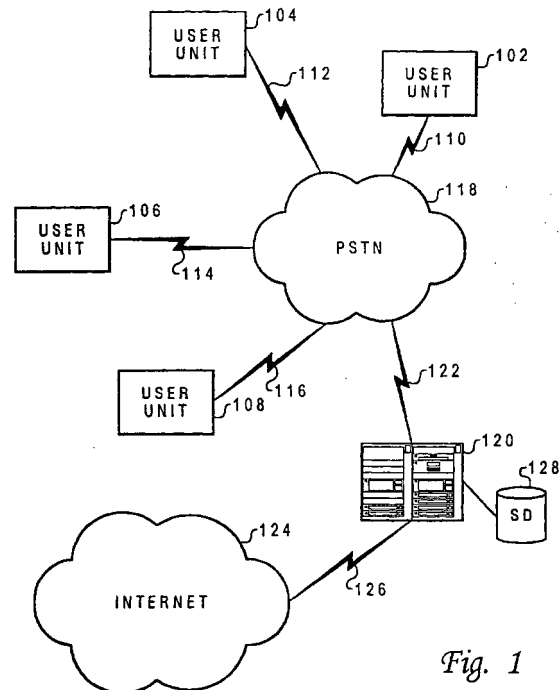 104
USER
UNIT
112
102
USER
UNIT
110
118
106
USER
UNIT
114
PSTN
122
USER
UNIT
108
116
120
128
SD
124
INTERNET
126
Fig. 1